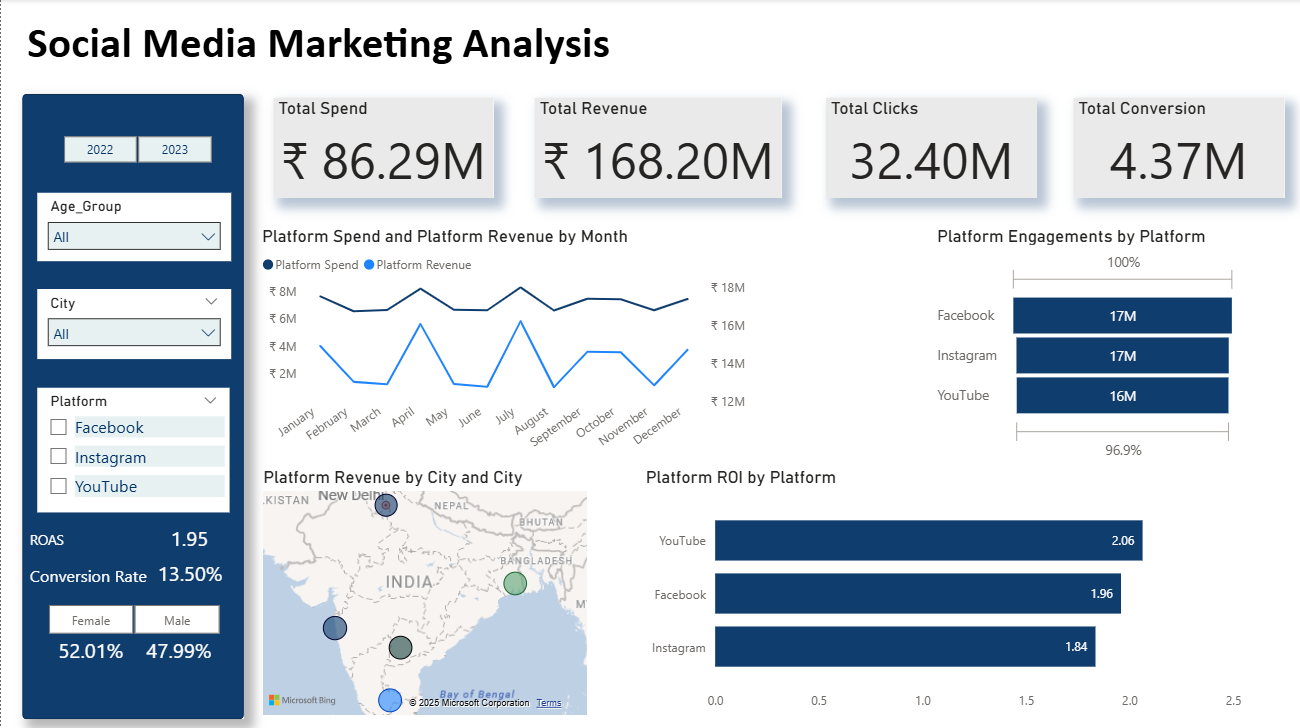 Social Media Marketing Analysis
2022 2023
Age_Group
All
City
All
Platform
Facebook
Instagram
YouTube
ROAS 1.95
Conversion Rate 13.50%
Female Male
52.01% 47.99%
Total Spend
₹ 86.29M
Total Revenue
₹ 168.20M
Total Clicks
32.40M
Total Conversion
4.37M
Platform Spend and Platform Revenue by Month
Platform Spend Platform Revenue
₹ 8M
₹ 6M
₹ 4M
₹ 2M
₹ 18M
₹ 16M
₹ 14M
₹ 12M
January
February
March
April
May
June
July
August
September
October
November
December
Platform Engagements by Platform
100%
Facebook 17M
Instagram 17M
YouTube 16M
96.9%
Platform Revenue by City and City
KISTAN
New Delhi
NEPAL
BHUTAN
BANGLADESH
INDIA
M
Bay of Bengal
Microsoft Bing
© 2025 Microsoft Corporation Terms
Platform ROI by Platform
YouTube 2.06
Facebook 1.96
Instagram 1.84
0.0 0.5 1.0 1.5 2.0 2.5